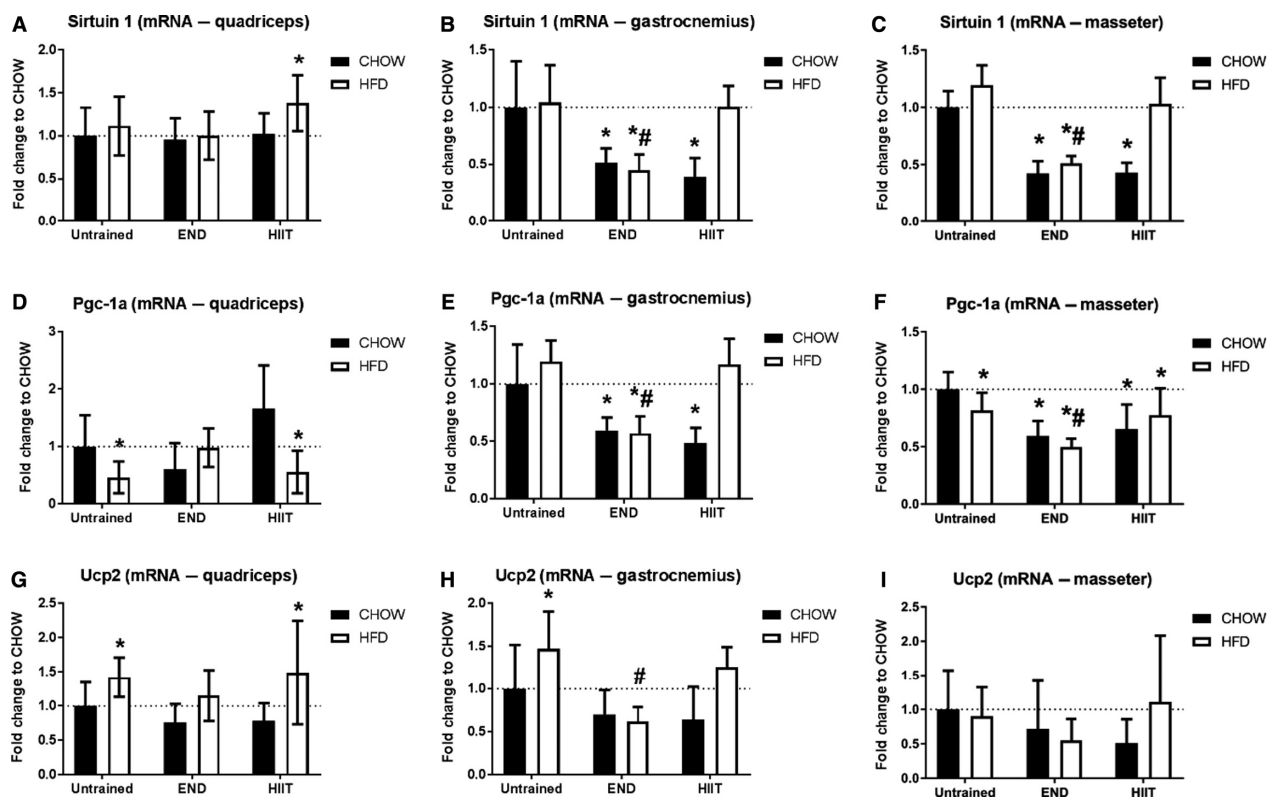 A
Sirtuin 1 (mRNA – quadriceps)
Fold change to CHOW
2.0
1.5
1.0
0.5
0.0
*
CHOW
HFD
Untrained END HIIT
B
Sirtuin 1 (mRNA – gastrocnemius)
Fold change to CHOW
1.5
1.0
0.5
0.0
* *# *
CHOW
HFD
Untrained END HIIT
C
Sirtuin 1 (mRNA – masseter)
Fold change to CHOW
1.5
1.0
0.5
0.0
* *# *
CHOW
HFD
Untrained END HIIT
D
Pgc-1a (mRNA – quadriceps)
Fold change to CHOW
3
2
1
0
* *
CHOW
HFD
Untrained END HIIT
E
Pgc-1a (mRNA – gastrocnemius)
Fold change to CHOW
1.5
1.0
0.5
0.0
* *# *
CHOW
HFD
Untrained END HIIT
F
Pgc-1a (mRNA – masseter)
Fold change to CHOW
1.5
1.0
0.5
0.0
* * *# * *
CHOW
HFD
Untrained END HIIT
G
Ucp2 (mRNA – quadriceps)
Fold change to CHOW
2.5
2.0
1.5
1.0
0.5
0.0
* *
CHOW
HFD
Untrained END HIIT
H
Ucp2 (mRNA – gastrocnemius)
Fold change to CHOW
2.0
1.5
1.0
0.5
0.0
* #
CHOW
HFD
Untrained END HIIT
I
Ucp2 (mRNA – masseter)
Fold change to CHOW
2.5
2.0
1.5
1.0
0.5
0.0
CHOW
HFD
Untrained END HIIT